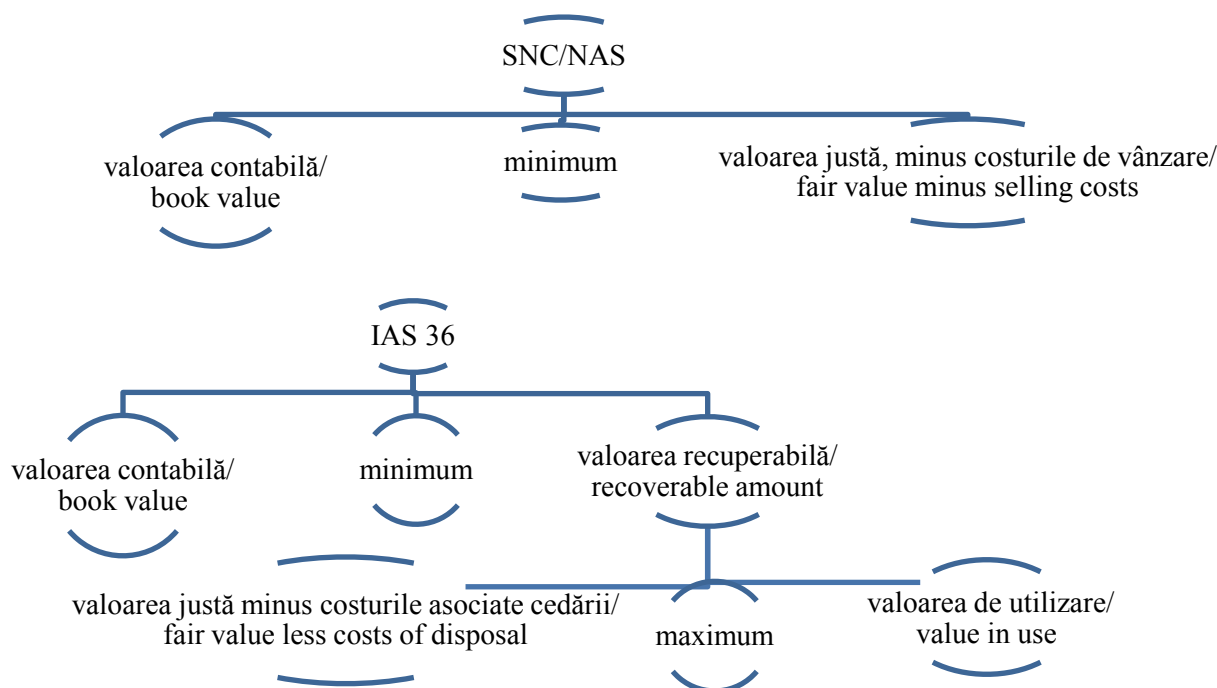 SNC/NAS
valoarea contabilă/
book value
minimum
valoarea justă, minus costurile de vânzare/
fair value minus selling costs
IAS 36
valoarea contabilă/
book value
minimum
valoarea recuperabilă/
recoverable amount
valoarea justă minus costurile asociate cedării/
fair value less costs of disposal
maximum
valoarea de utilizare/
value in use